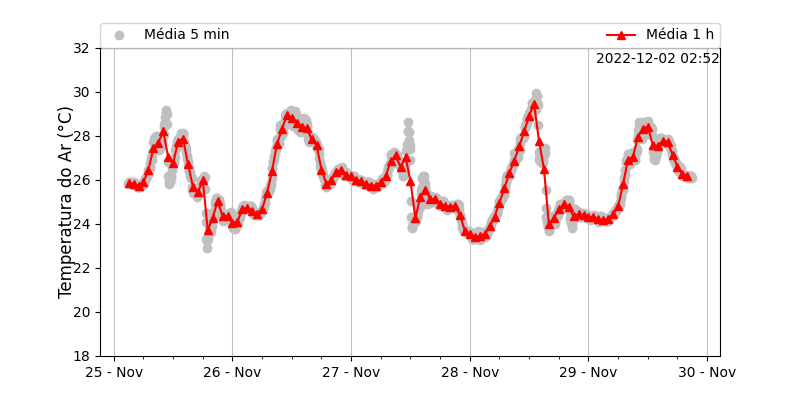 Média 5 min
Média 1 h
2022-12-02 02:52
Temperatura do Ar (°C)
32
30
28
26
24
22
20
18
25 - Nov
26 - Nov
27 - Nov
28 - Nov
29 - Nov
30 - Nov